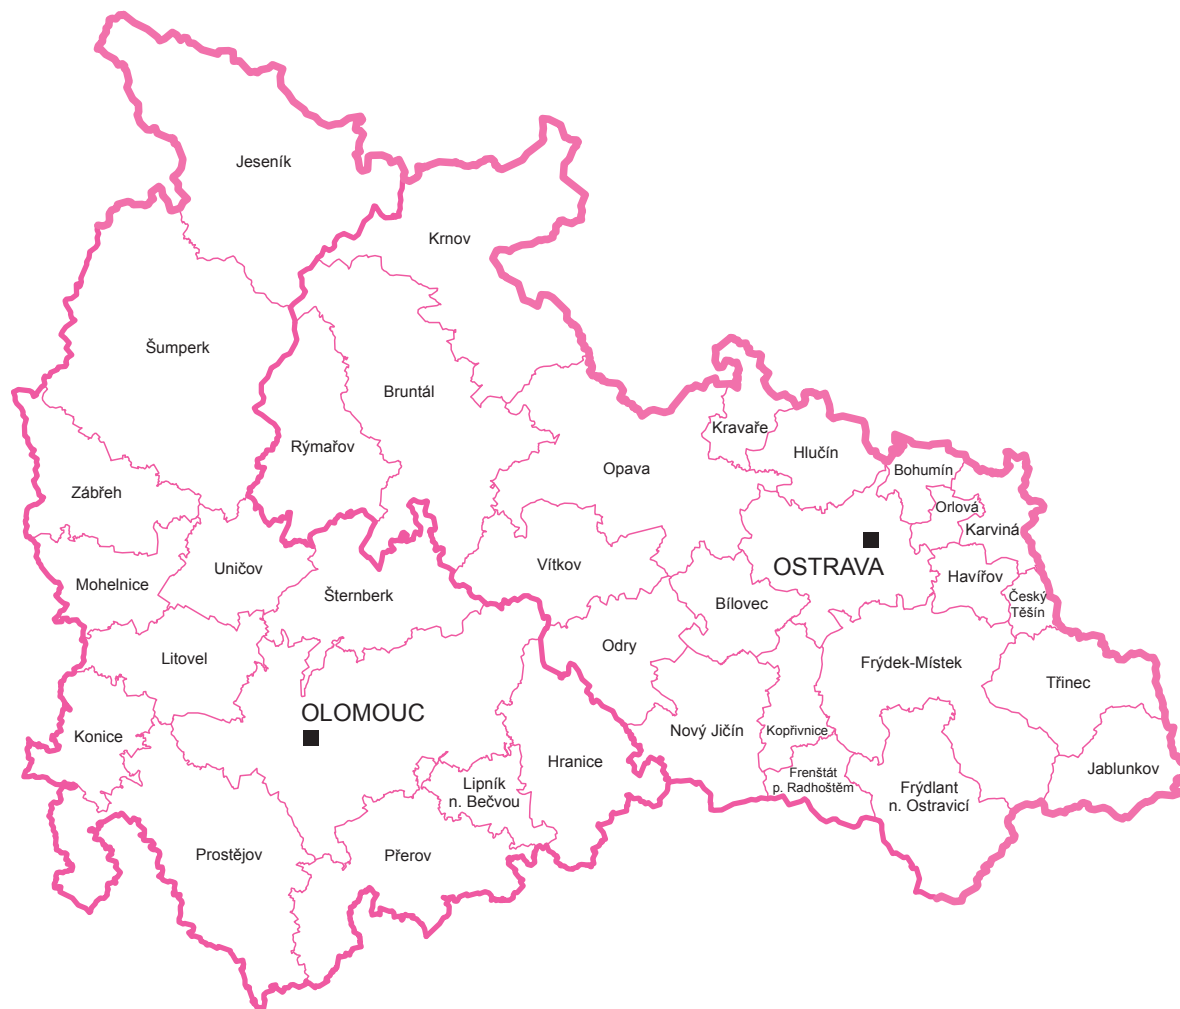 Jeseník
Krnov
Šumperk
Bruntál
Kravaře
Rýmařov
Hlučín
Opava
Bohumín
Zábřeh
Orlová
Karviná
OSTRAVA
Vítkov
Uničov
Havířov
Mohelnice
Šternberk
Bílovec
Český
Těšín
Odry
Litovel
Frýdek-Místek
Třinec
OLOMOUC
Nový Jičín
Kopřivnice
Konice
Hranice
Jablunkov
Frenštát
p. Radhoštěm
Lipník
n. Bečvou
Frýdlant
n. Ostravicí
Prostějov
Přerov